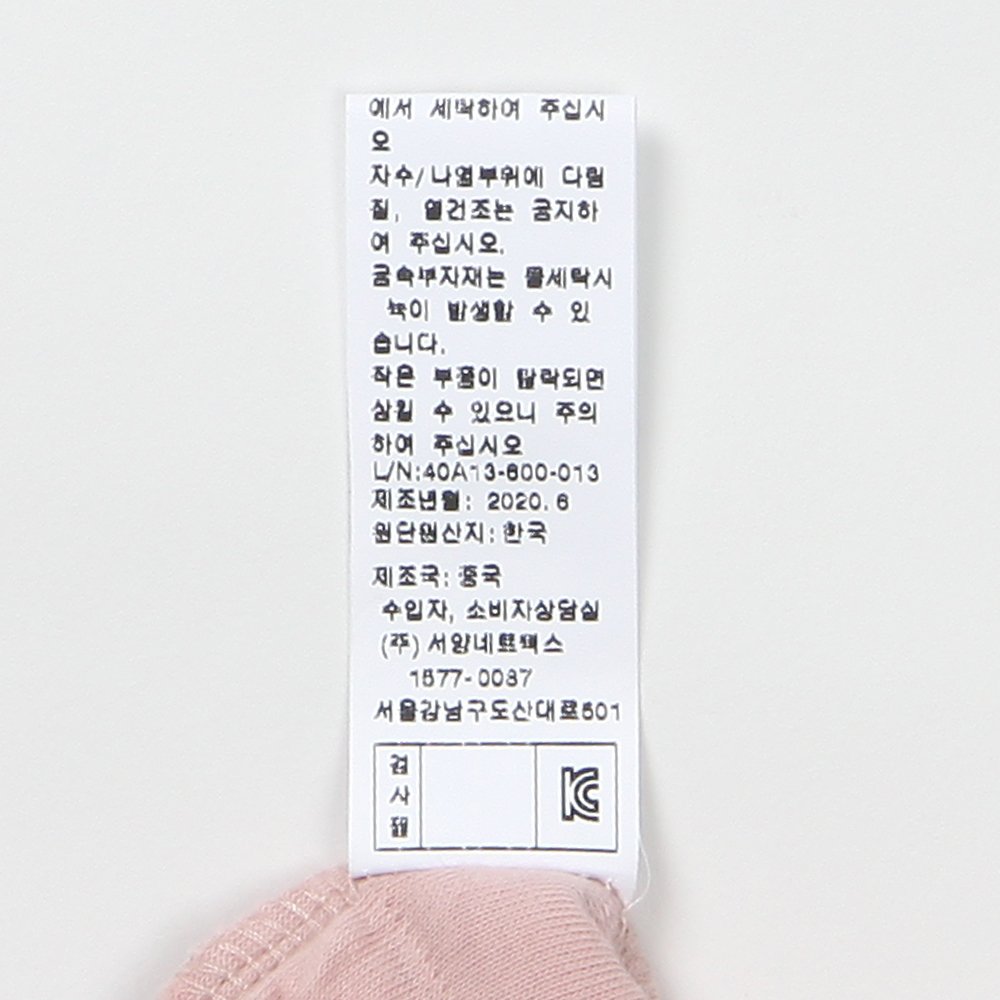 에서 세탁하여 주십시
오
자수/나염부위에 다림
질, 열건조는 금지하
여 주십시오.
금속부자재는 물세탁시
녹이 발생할 수 있
습니다.
작은 부품이 탈락되면
삼킬 수 있으니 주의
하여 주십시오
L/N:40A13-600-013
제조년월: 2020.6
원단원산지: 한국
제조국: 중국
수입자, 소비자상담실
(주) 서양네트웍스
1577-0087
서울강남구도산대로501
검
사
필
KC